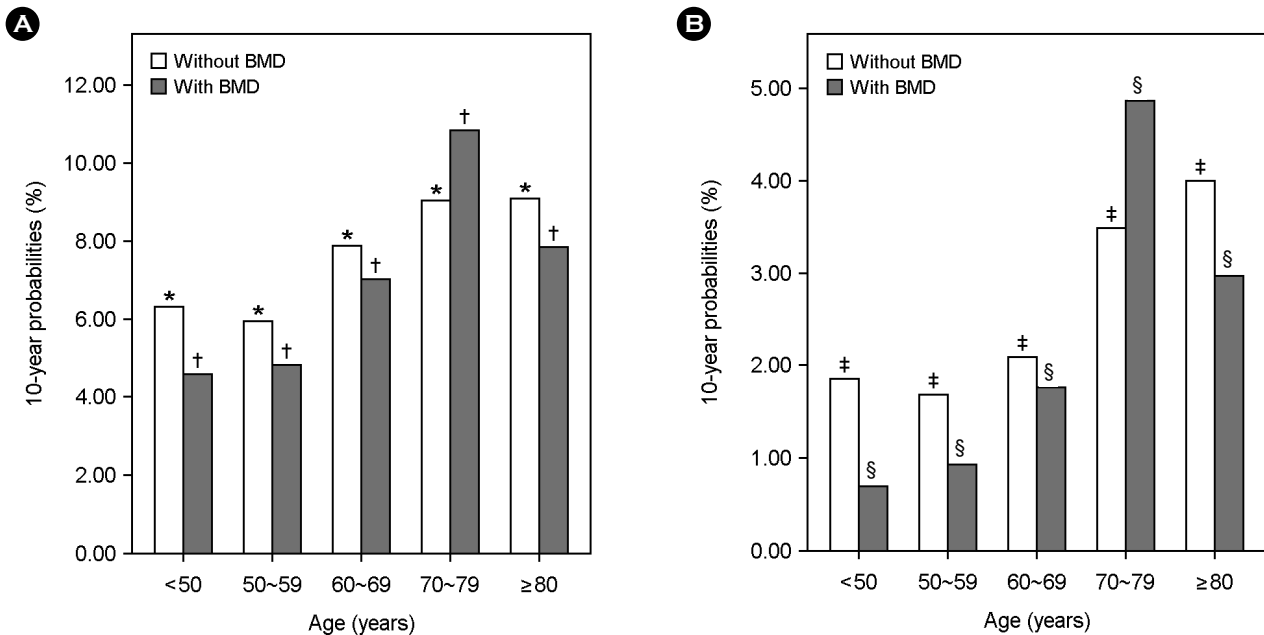 A
Without BMD
With BMD
12.00
10.00
8.00
6.00
4.00
2.00
0.00
10-year probabilities (%)
* † * † * † * † * †
<50 50~59 60~69 70~79 ≥80
Age (years)
B
Without BMD
With BMD
5.00
4.00
3.00
2.00
1.00
0.00
10-year probabilities (%)
‡ § ‡ § ‡ § ‡ § ‡ §
<50 50~59 60~69 70~79 ≥80
Age (years)